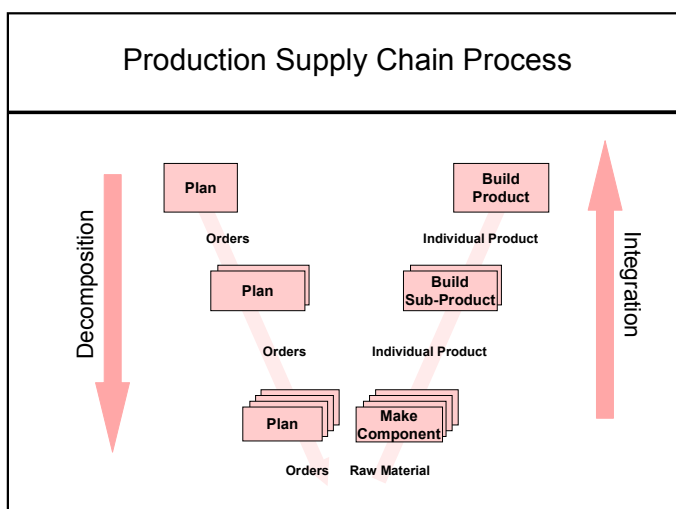 Production Supply Chain Process
Decomposition
Plan
Build
Product
Integration
Orders
Individual Product
Plan
Build
Sub-Product
Orders
Individual Product
Plan
Make
Component
Orders
Raw Material